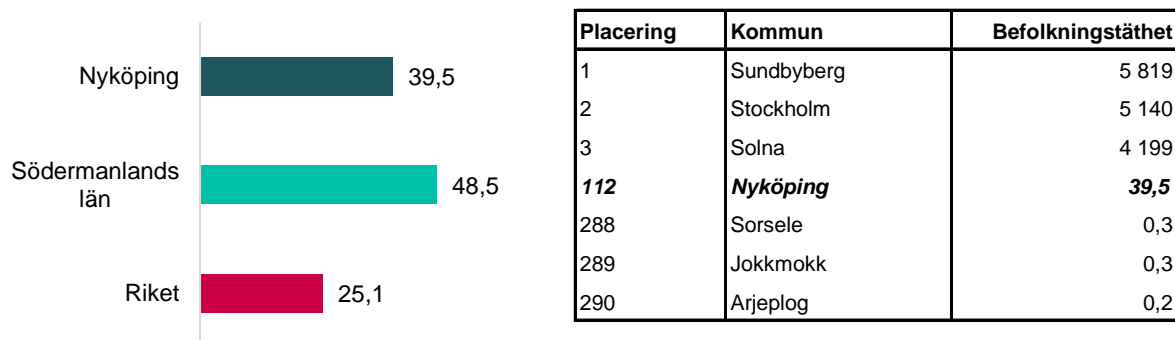 Nyköping 39,5
Södermanlands
län 48,5
Riket 25,1
Placering Kommun Befolkningstäthet
1 Sundbyberg 5 819
2 Stockholm 5 140
3 Solna 4 199
112 Nyköping 39,5
288 Sorsele 0,3
289 Jokkmokk 0,3
290 Arjeplog 0,2